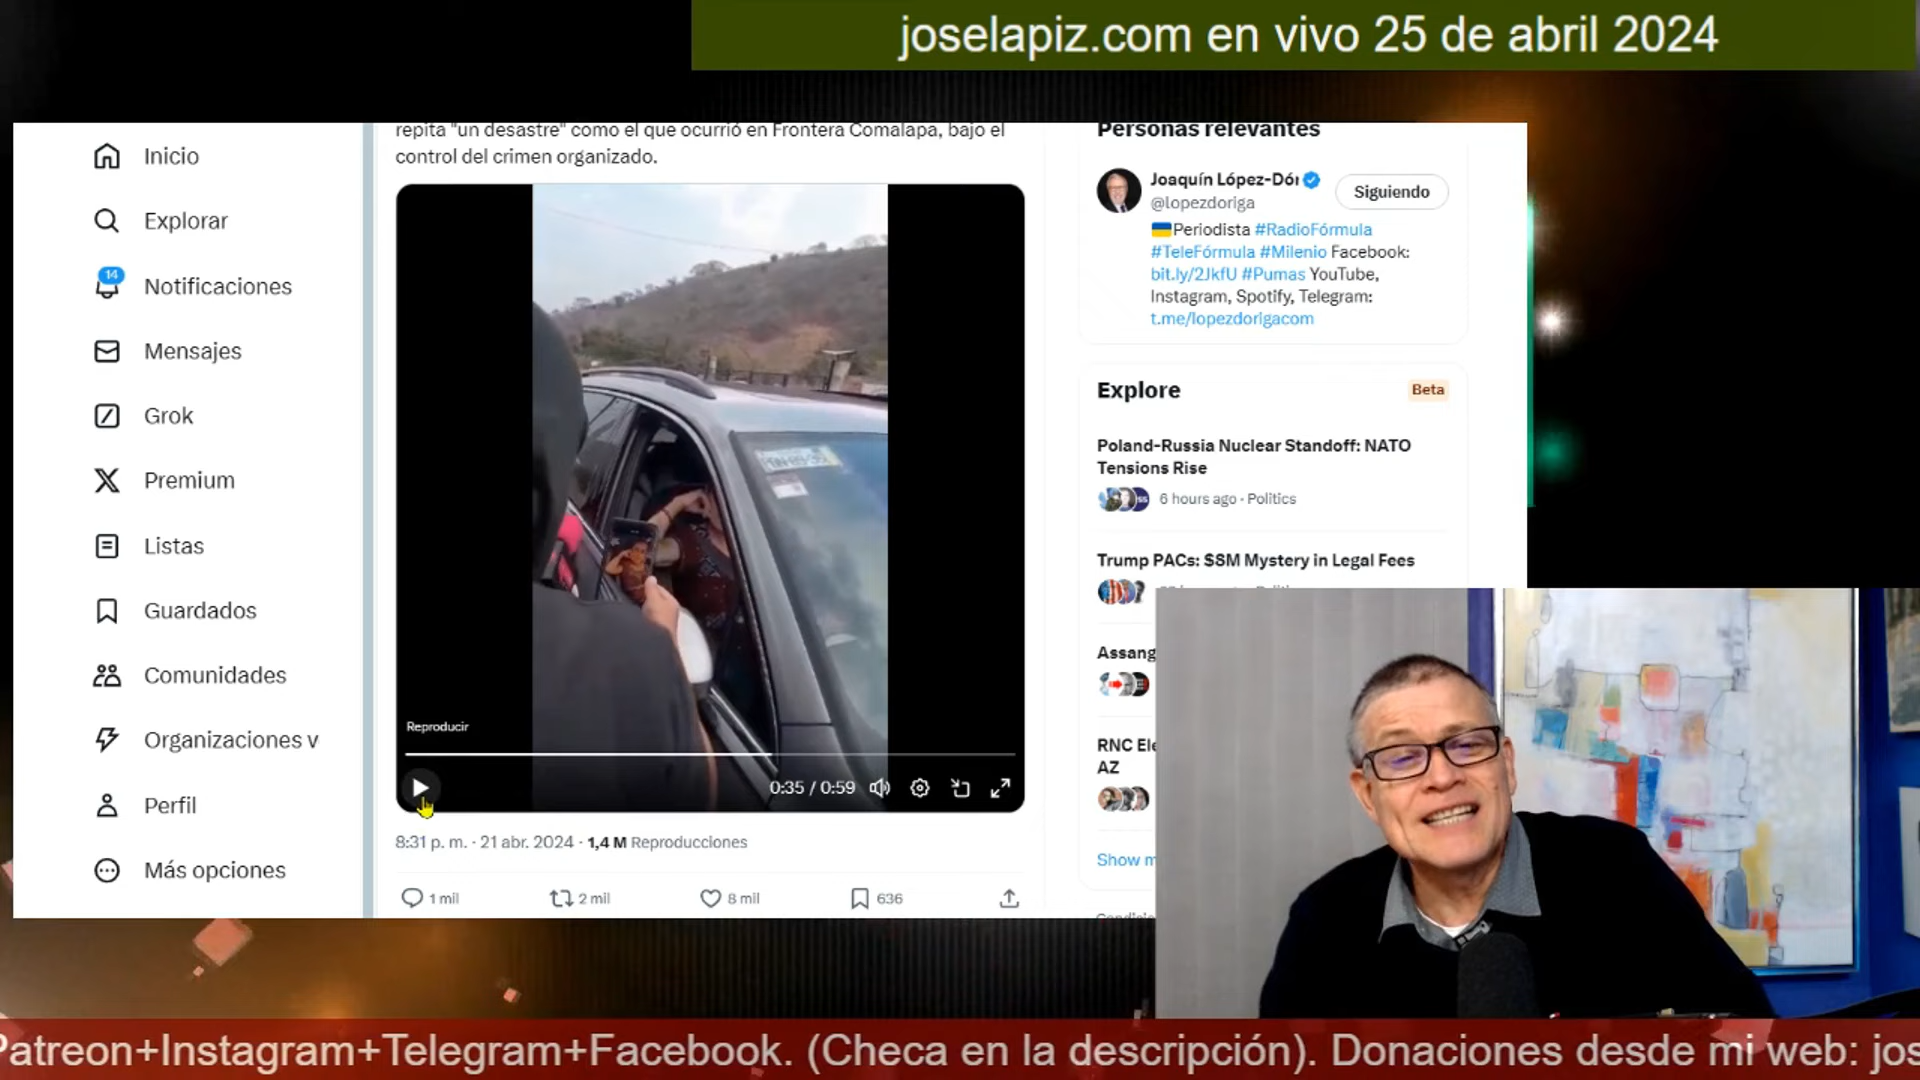 joselapiz.com en vivo 25 de abril 2024
Inicio
Explorar
14
Notificaciones
Mensajes
Grok
Premium
Listas
Guardados
Comunidades
Organizaciones v
Perfil
Más opciones
repita "un desastre" como el que ocurrió en Frontera Comalapa, bajo el
control del crimen organizado.
Reproducir
0:35 / 0:59
8:31 p. m. · 21 abr. 2024 · 1,4 M Reproducciones
1 mil
2 mil
8 mil
636
Personas relevantes
Joaquín López-Dór
@lopezdoriga
Siguiendo
Periodista #RadioFórmula
#TeleFórmula #Milenio Facebook:
bit.ly/2JkfU #Pumas YouTube,
Instagram, Spotify, Telegram:
t.me/lopezdorigacom
Explore
Beta
Poland-Russia Nuclear Standoff: NATO
Tensions Rise
6 hours ago · Politics
Trump PACs: $SM Mystery in Legal Fees
Assang
RNC Ele
AZ
Show m
Patreon+Instagram+Telegram+Facebook. (Checa en la descripción). Donaciones desde mi web: jos